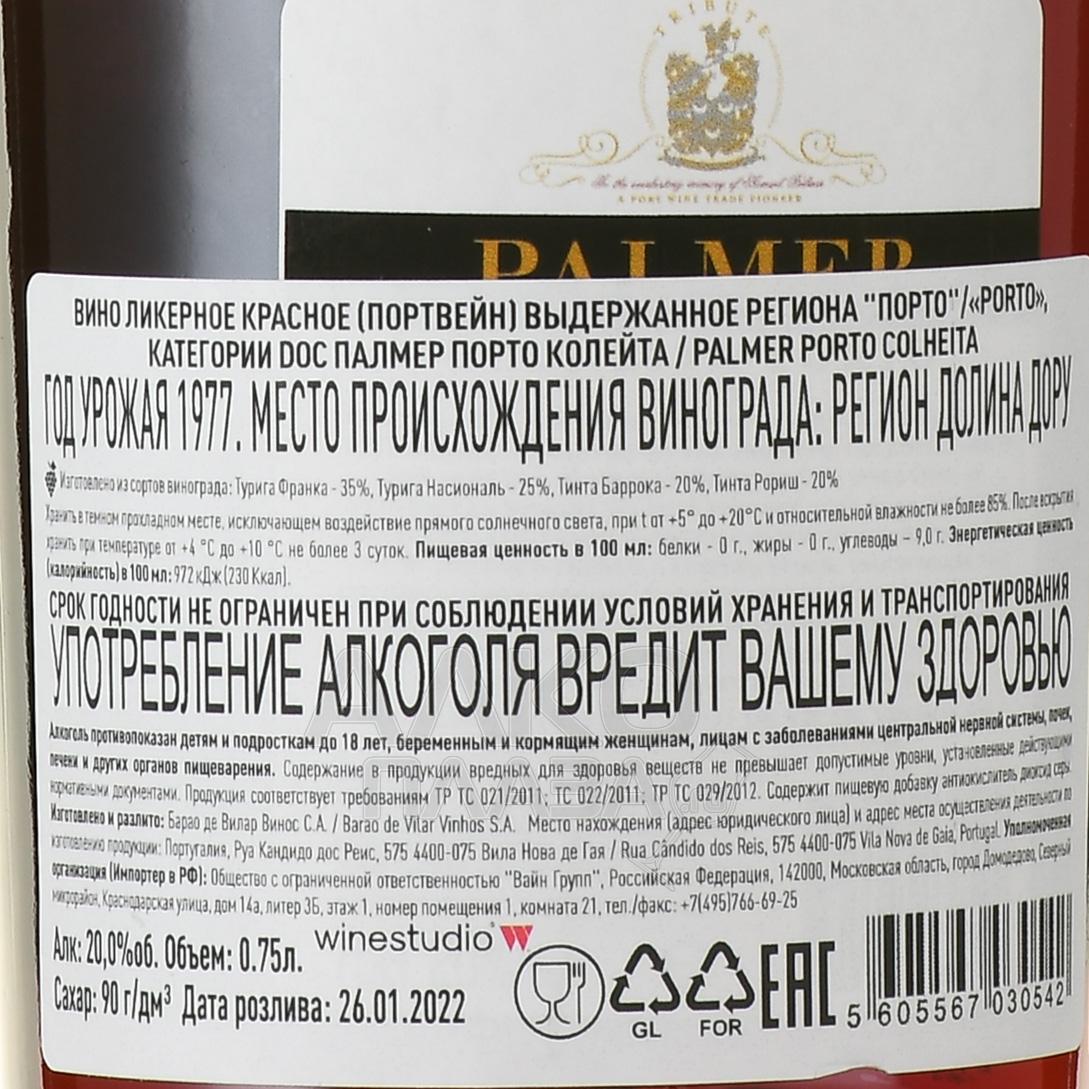 TRIBUTE
In the everlasting memory of
A PORT WINE TRADE PIONEER
PALMER
ВИНО ЛИКЕРНОЕ КРАСНОЕ (ПОРТВЕЙН) ВЫДЕРЖАННОЕ РЕГИОНА "ПОРТО"/«PORTO»,
КАТЕГОРИИ DOC ПАЛМЕР ПОРТО КОЛЕЙТА / PALMER PORTO COLHEITA
ГОД УРОЖАЯ 1977. МЕСТО ПРОИСХОЖДЕНИЯ ВИНОГРАДА: РЕГИОН ДОЛИНА ДОРУ
Изготовлено из сортов винограда: Турига Франка - 35%, Турига Насиональ - 25%, Тинта Баррока - 20%, Тинта Рориш - 20%
Хранить в темном прохладном месте, исключающем воздействие прямого солнечного света, при t от +5° до +20°С и относительной влажности не более 85%. После вскрытия
хранить при температуре от +4 °С до +10 °С не более 3 суток. Пищевая ценность в 100 мл: белки - 0 г., жиры - 0 г., углеводы – 9,0 г. Энергетическая ценность
(калорийность) в 100 мл: 972 кДж (230 Ккал).
СРОК ГОДНОСТИ НЕ ОГРАНИЧЕН ПРИ СОБЛЮДЕНИИ УСЛОВИЙ ХРАНЕНИЯ И ТРАНСПОРТИРОВАНИЯ
УПОТРЕБЛЕНИЕ АЛКОГОЛЯ ВРЕДИТ ВАШЕМУ ЗДОРОВЬЮ
Алкоголь противопоказан детям и подросткам до 18 лет, беременным и кормящим женщинам, лицам с заболеваниями центральной нервной системы, почек,
печени и других органов пищеварения. Содержание в продукции вредных для здоровья веществ не превышает допустимые уровни, установленные действующими
нормативными документами. Продукция соответствует требованиям ТР ТС 021/2011; ТС 022/2011; ТР ТС 029/2012. Содержит пищевую добавку антиокислитель диоксид серы.
Изготовлено и разлито: Барао де Вилар Винос С.А. / Barao de Vilar Vinhos S.A. Место нахождения (адрес юридического лица) и адрес места осуществления деятельности по
изготовлению продукции: Португалия, Руа Кандидо дос Реис, 575 4400-075 Вила Нова де Гая / Rua Cândido dos Reis, 575 4400-075 Vila Nova de Gaia, Portugal. Уполномоченная
организация (Импортер в РФ): Общество с ограниченной ответственностью "Вайн Групп", Российская Федерация, 142000, Московская область, город Домодедово, Северный
микрорайон, Краснодарская улица, дом 14а, литер 3Б, этаж 1, номер помещения 1, комната 21, тел./факс: +7(495)766-69-25
Алк: 20,0%об. Объем: 0.75л.
winestudio
Сахар: 90 г/дм³ Дата розлива: 26.01.2022
GL
FOR
EAC
5 605567 030542